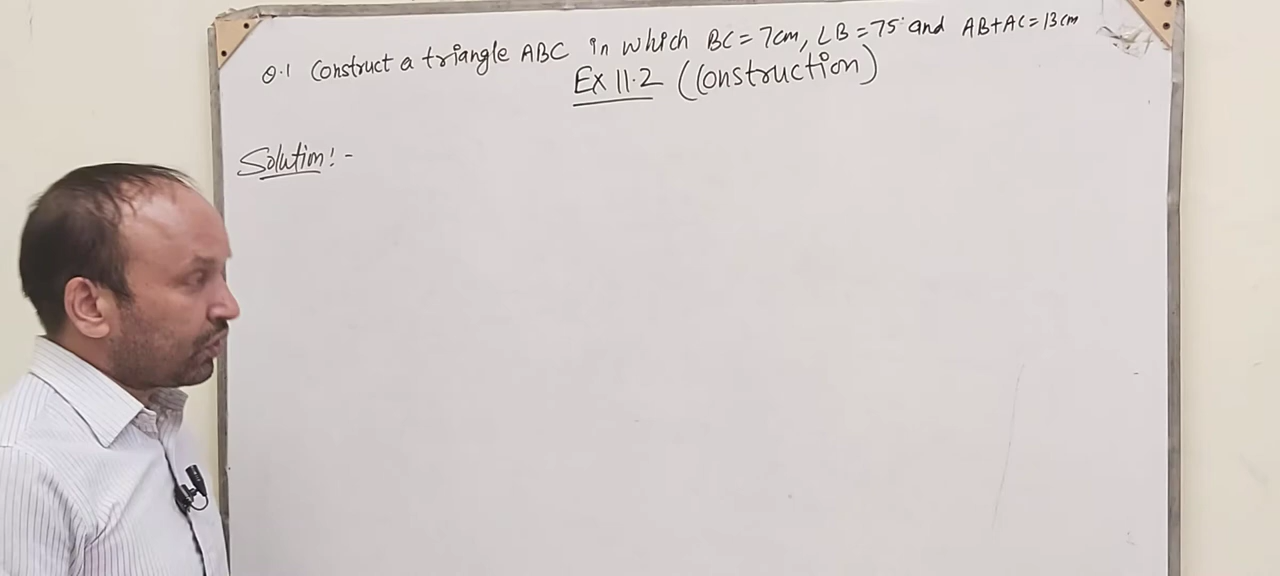 Q.1 Construct a triangle ABC in which BC = 7cm, ∠B = 75° and AB+AC = 13cm
Ex 11.2 (Construction)
Solution:-